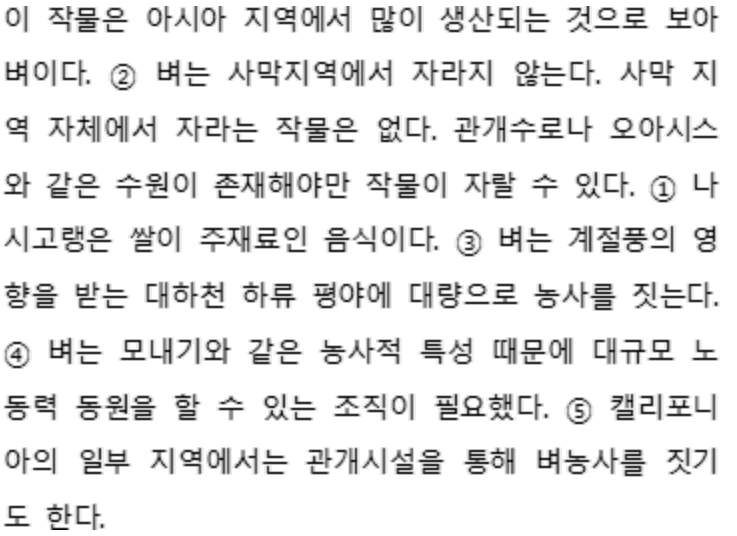 이 작물은 아시아 지역에서 많이 생산되는 것으로 보아
벼이다. ② 벼는 사막지역에서 자라지 않는다. 사막 지
역 자체에서 자라는 작물은 없다. 관개수로나 오아시스
와 같은 수원이 존재해야만 작물이 자랄 수 있다. ① 나
시고랭은 쌀이 주재료인 음식이다. ③ 벼는 계절풍의 영
향을 받는 대하천 하류 평야에 대량으로 농사를 짓는다.
④ 벼는 모내기와 같은 농사적 특성 때문에 대규모 노
동력 동원을 할 수 있는 조직이 필요했다. ⑤ 캘리포니
아의 일부 지역에서는 관개시설을 통해 벼농사를 짓기
도 한다.